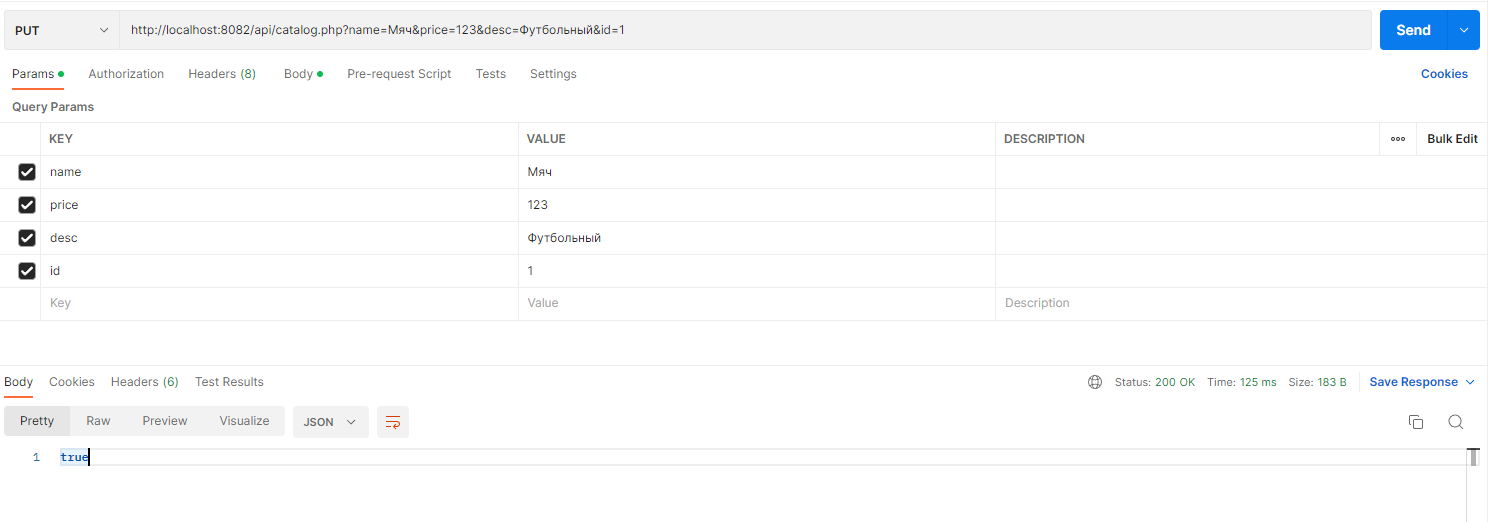 PUT http://localhost:8082/api/catalog.php?name=Мяч&price=123&desc=Футбольный&id=1 Send
Params Authorization Headers (8) Body Pre-request Script Tests Settings Cookies
Query Params
KEY VALUE DESCRIPTION Bulk Edit
name Мяч
price 123
desc Футбольный
id 1
Key Value Description
Body Cookies Headers (6) Test Results Status: 200 OK Time: 125 ms Size: 183 B Save Response
Pretty Raw Preview Visualize JSON
1 true